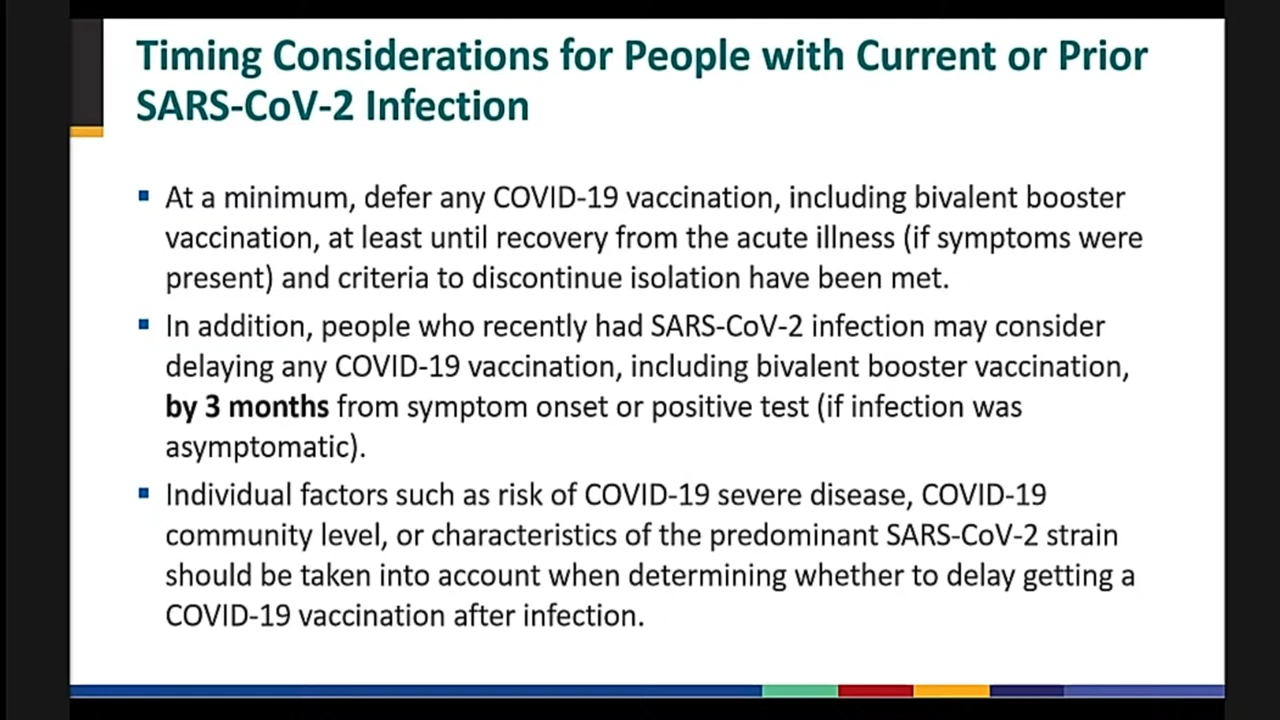 Timing Considerations for People with Current or Prior
SARS-CoV-2 Infection
At a minimum, defer any COVID-19 vaccination, including bivalent booster
vaccination, at least until recovery from the acute illness (if symptoms were
present) and criteria to discontinue isolation have been met.
In addition, people who recently had SARS-CoV-2 infection may consider
delaying any COVID-19 vaccination, including bivalent booster vaccination,
by 3 months from symptom onset or positive test (if infection was
asymptomatic).
Individual factors such as risk of COVID-19 severe disease, COVID-19
community level, or characteristics of the predominant SARS-CoV-2 strain
should be taken into account when determining whether to delay getting a
COVID-19 vaccination after infection.